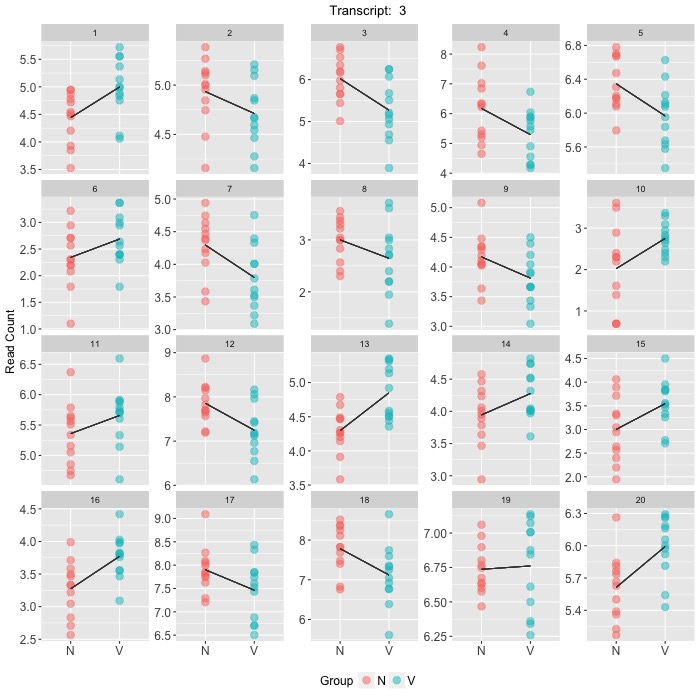 Transcript: 3
1 2 3 4 5
5.5 5.0 4.5 4.0 3.5
5.0 4.5
6 5 4
8 7 6 5 4
6.8 6.4 6.0 5.6
6 7 8 9 10
3.0 2.5 2.0 1.5 1.0
5.0 4.5 4.0 3.5 3.0
3 2
5.0 4.5 4.0 3.5 3.0
3 2 1
Read Count
11 12 13 14 15
6.5 6.0 5.5 5.0
9 8 7 6
5.0 4.5 4.0 3.5
4.5 4.0 3.5 3.0
4.5 4.0 3.5 3.0 2.5 2.0
16 17 18 19 20
4.5 4.0 3.5 3.0 2.5
9.0 8.5 8.0 7.5 7.0 6.5
8 7 6
7.00 6.75 6.50 6.25
6.3 6.0 5.7 5.4
N V N V N V N V N V
Group N V